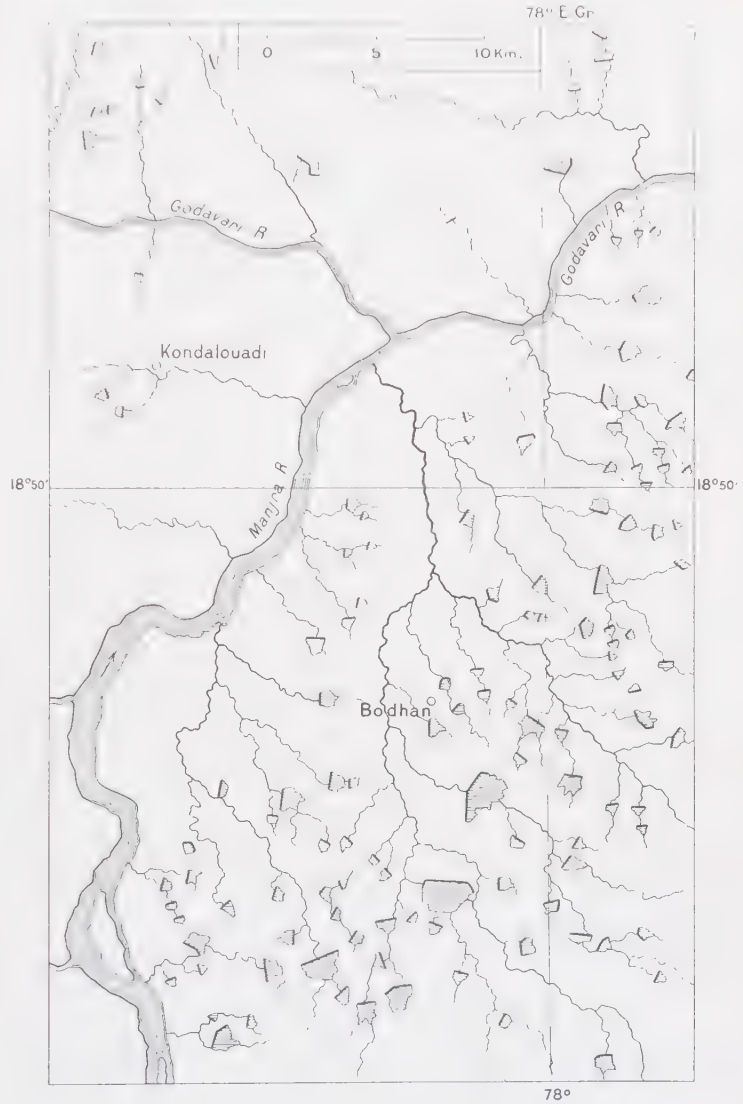 78° E Gr
0 5 10 Km.
Godavari R
Godavari R
Kondalouadi
18°50'
18°50'
Manjra R
Bodhan
78°